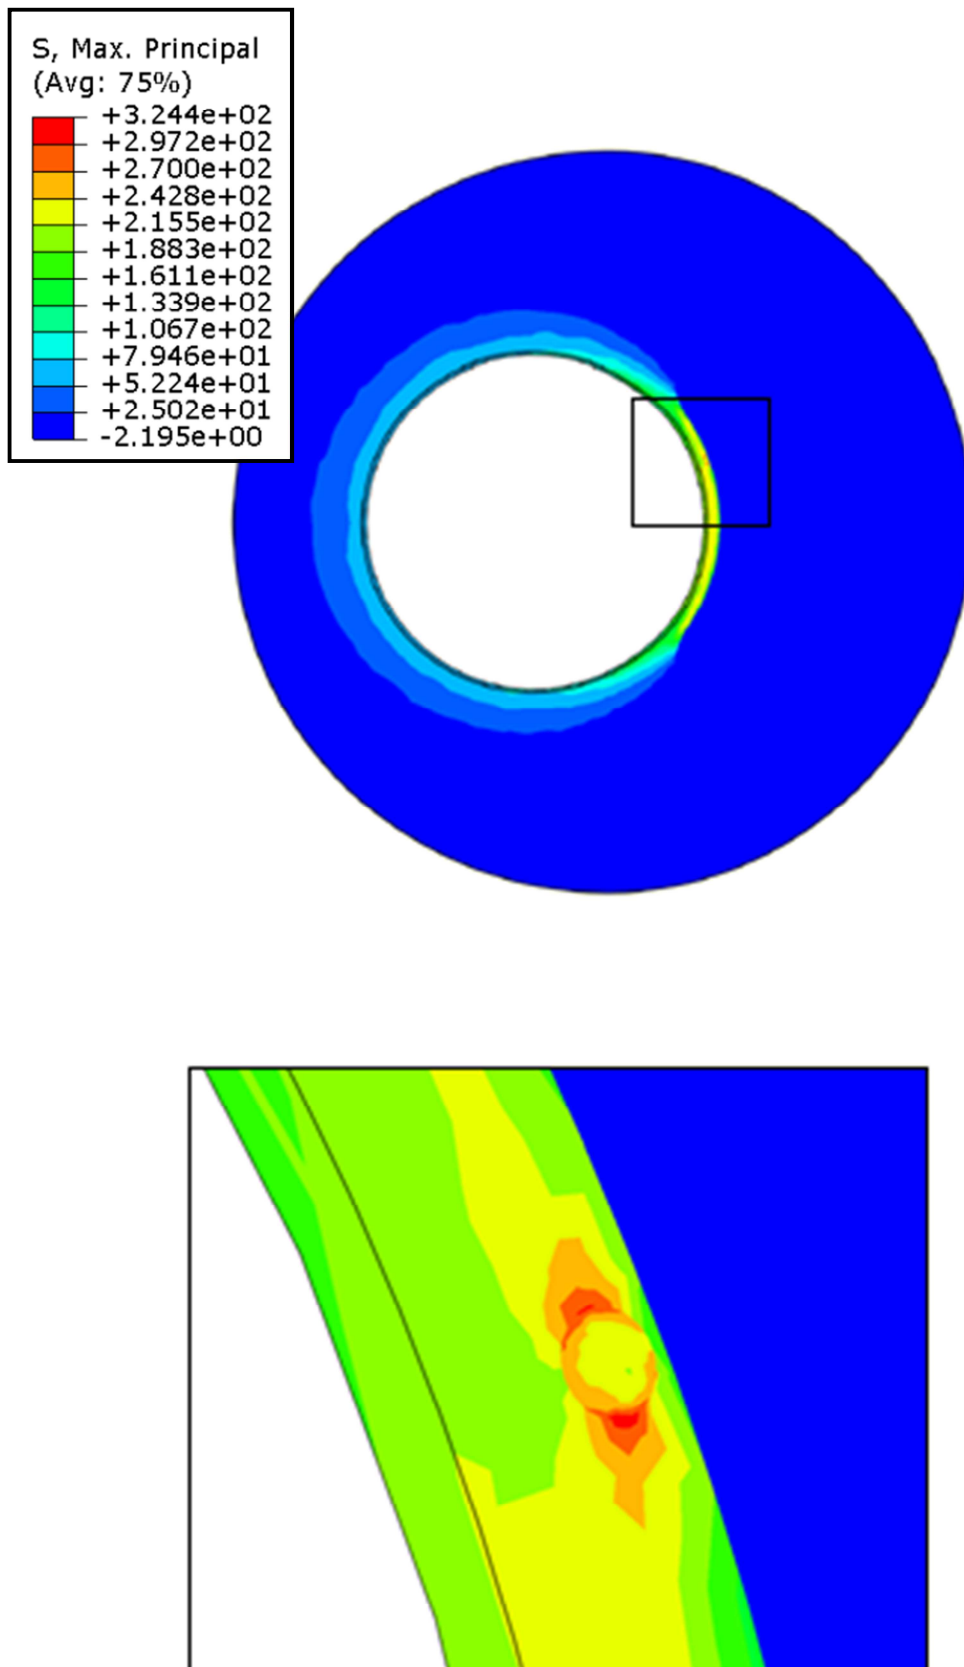 S, Max. Principal
(Avg: 75%)
+3.244e+02
+2.972e+02
+2.700e+02
+2.428e+02
+2.155e+02
+1.883e+02
+1.611e+02
+1.339e+02
+1.067e+02
+7.946e+01
+5.224e+01
+2.502e+01
-2.195e+00